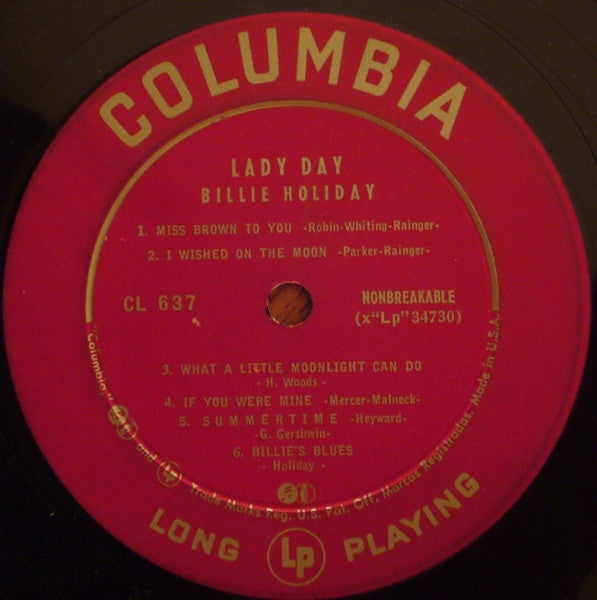 COLUMBIA
LADY DAY
BILLIE HOLIDAY
1. MISS BROWN TO YOU -Robin-Whiting-Rainger-
2. I WISHED ON THE MOON -Parker-Rainger-
CL 637
NONBREAKABLE
(x"Lp"34730)
3. WHAT A LITTLE MOONLIGHT CAN DO
- H. Woods -
4. IF YOU WERE MINE -Mercer-Malneck-
5. SUMMERTIME -Heyward-
-G. Gershwin-
6. BILLIE'S BLUES
- Holiday -
"Columbia," and Lp Trade Marks Reg. U.S. Pat. Off. Marcas Registradas. Made in U.S.A.
LONG Lp PLAYING